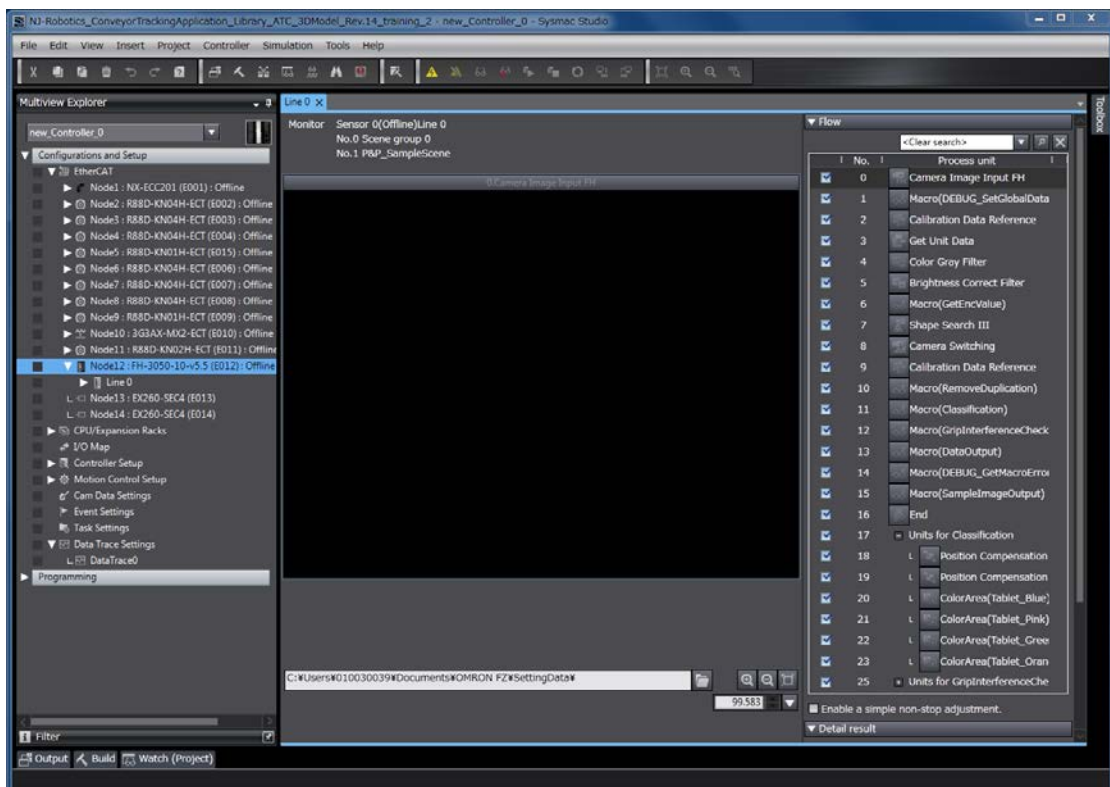 NJ-Robotics_ConveyorTrackingApplication_Library_ATC_3DModel_Rev.14_training_2 - new_Controller_0 - Sysmac Studio
File Edit View Insert Project Controller Simulation Tools Help
Multiview Explorer
new_Controller_0
Configurations and Setup
EtherCAT
Node1 : NX-ECC201 (E001) : Offline
Node2 : R88D-KN04H-ECT (E002) : Offline
Node3 : R88D-KN04H-ECT (E003) : Offline
Node4 : R88D-KN04H-ECT (E004) : Offline
Node5 : R88D-KN01H-ECT (E015) : Offline
Node6 : R88D-KN04H-ECT (E006) : Offline
Node7 : R88D-KN04H-ECT (E007) : Offline
Node8 : R88D-KN04H-ECT (E008) : Offline
Node9 : R88D-KN01H-ECT (E009) : Offline
Node10 : 3G3AX-MX2-ECT (E010) : Offline
Node11 : R88D-KN02H-ECT (E011) : Offline
Node12 : FH-3050-10-v5.5 (E012) : Offline
Line 0
Node13 : EX260-SEC4 (E013)
Node14 : EX260-SEC4 (E014)
CPU/Expansion Racks
I/O Map
Controller Setup
Motion Control Setup
Cam Data Settings
Event Settings
Task Settings
Data Trace Settings
DataTrace0
Programming
Filter
Output Build Watch (Project)
Line 0
Monitor Sensor 0(Offline)Line 0
No.0 Scene group 0
No.1 P&P_SampleScene
0.Camera Image Input FH
C:¥Users¥010030039¥Documents¥OMRON FZ¥SettingData¥
99.583
Flow
<Clear search>
No. Process unit
0 Camera Image Input FH
1 Macro(DEBUG_SetGlobalData
2 Calibration Data Reference
3 Get Unit Data
4 Color Gray Filter
5 Brightness Correct Filter
6 Macro(GetEncValue)
7 Shape Search III
8 Camera Switching
9 Calibration Data Reference
10 Macro(RemoveDuplication)
11 Macro(Classification)
12 Macro(GripInterferenceCheck
13 Macro(DataOutput)
14 Macro(DEBUG_GetMacroError
15 Macro(SampleImageOutput)
16 End
17 Units for Classification
18 Position Compensation
19 Position Compensation
20 ColorArea(Tablet_Blue)
21 ColorArea(Tablet_Pink)
22 ColorArea(Tablet_Gree
23 ColorArea(Tablet_Oran
25 Units for GripInterferenceChe
Enable a simple non-stop adjustment.
Detail result
Toolbox